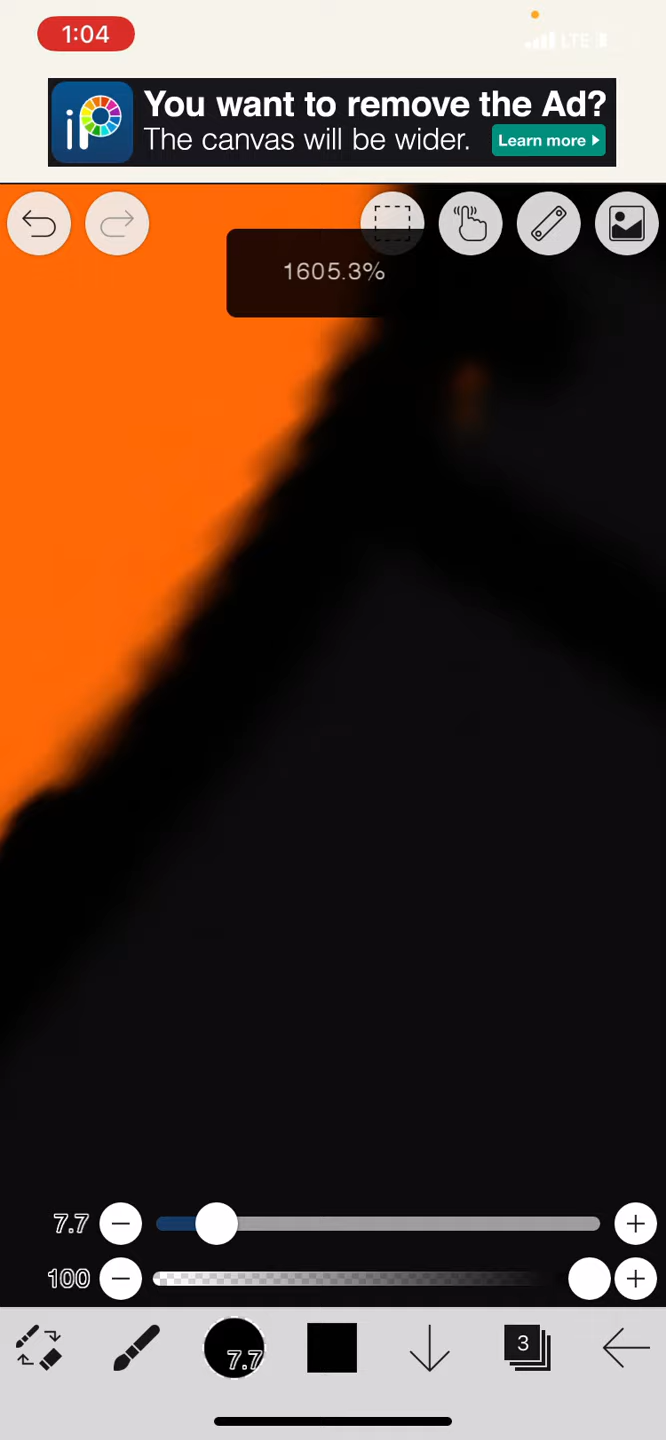 1:04
LTE
iP
You want to remove the Ad?
The canvas will be wider.
Learn more
1605.3%
7.7
100
7.7
3